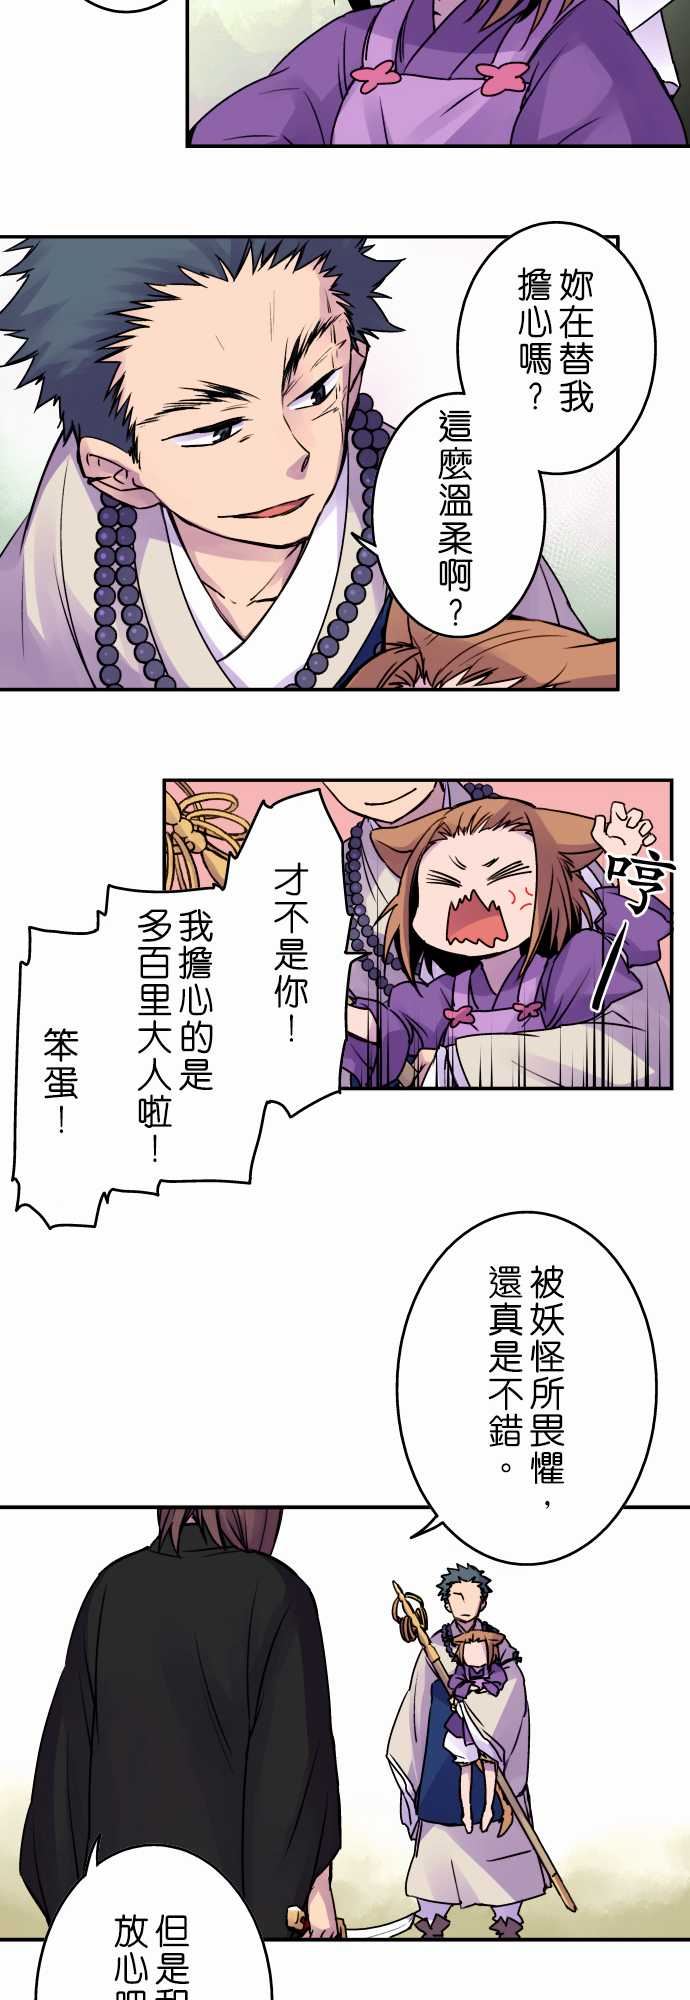 妳在替我
擔心嗎？
這麼溫柔啊？
哼
才不是你！
我擔心的是
多百里大人啦！
笨蛋！
被妖怪所畏懼，
還真是不錯。
但是和
放心吧